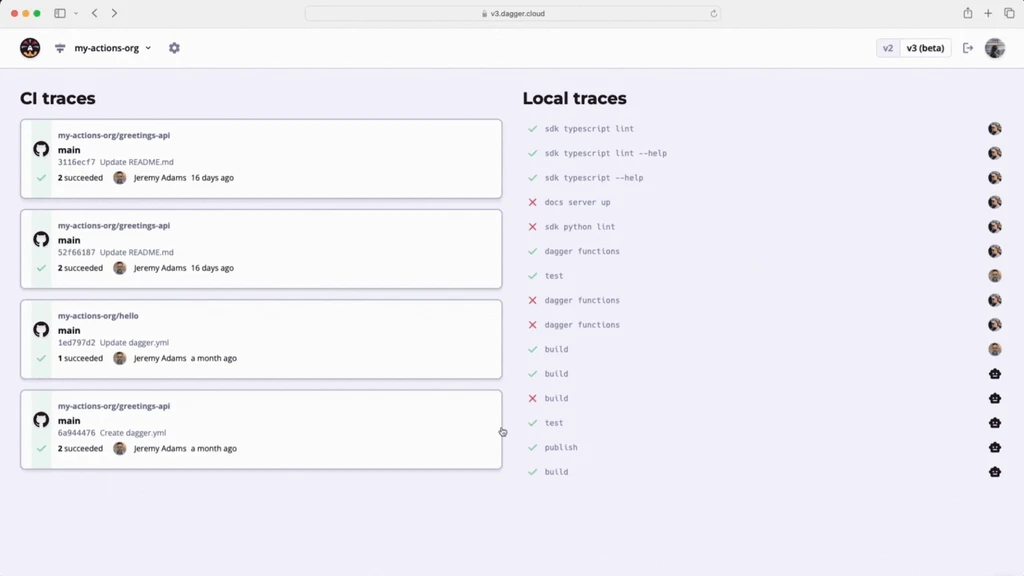 v3.dagger.cloud
my-actions-org
v2 v3 (beta)
CI traces
my-actions-org/greetings-api
main
3116ecf7 Update README.md
2 succeeded Jeremy Adams 16 days ago
my-actions-org/greetings-api
main
52f66187 Update README.md
2 succeeded Jeremy Adams 16 days ago
my-actions-org/hello
main
1ed797d2 Update dagger.yml
1 succeeded Jeremy Adams a month ago
my-actions-org/greetings-api
main
6a944476 Create dagger.yml
2 succeeded Jeremy Adams a month ago
Local traces
sdk typescript lint
sdk typescript lint --help
sdk typescript --help
docs server up
sdk python lint
dagger functions
test
dagger functions
dagger functions
build
build
build
test
publish
build